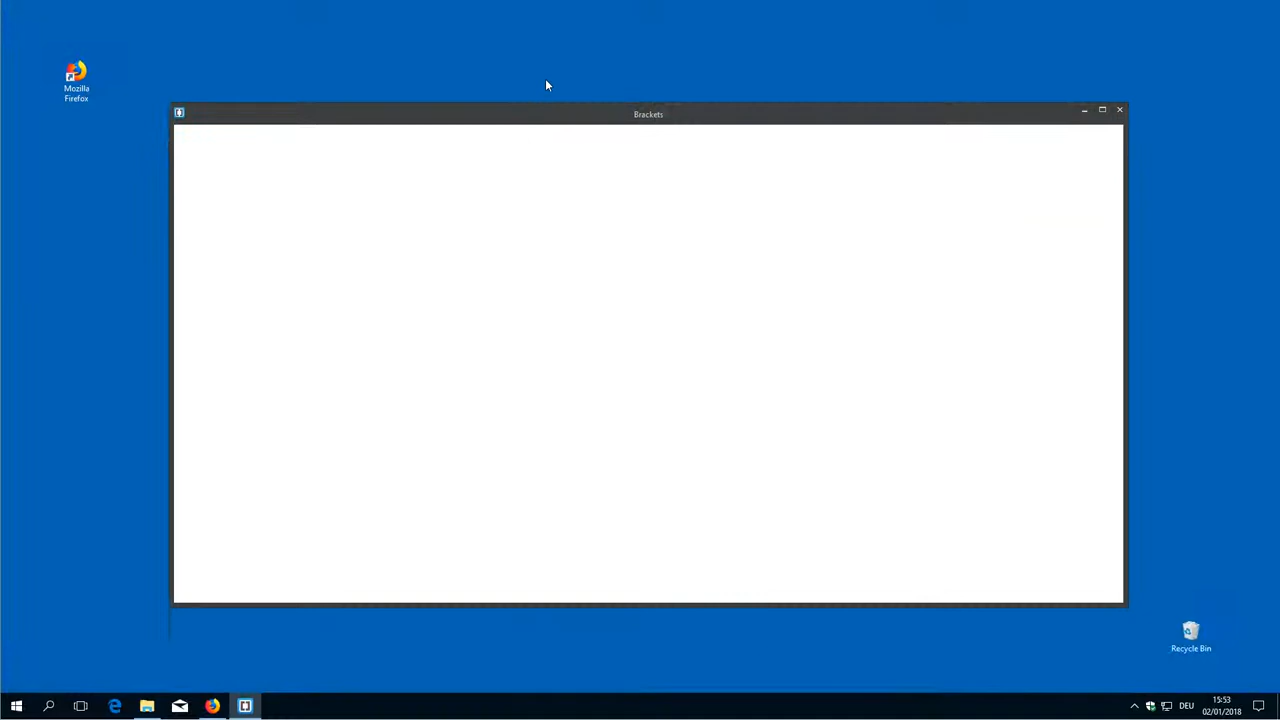 Mozilla
Firefox
Brackets
Recycle Bin
DEU
15:53
02/01/2018